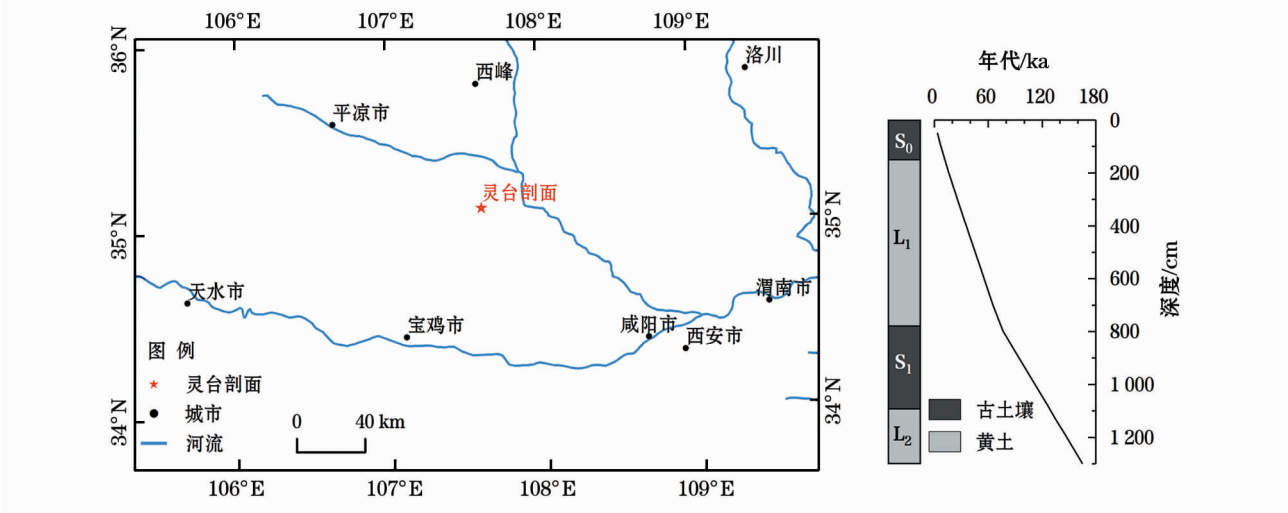 106°E 107°E 108°E 109°E
36°N
35°N
34°N
洛川
西峰
平凉市
灵台剖面
35°N
34°N
天水市
宝鸡市
咸阳市
西安市
渭南市
图 例
灵台剖面
城市
河流
0 40 km
106°E 107°E 108°E 109°E
年代/ka
0 60 120 180
S0
L1
S1
L2
0
200
400
600
800
1 000
1 200
深度/cm
古土壤
黄土